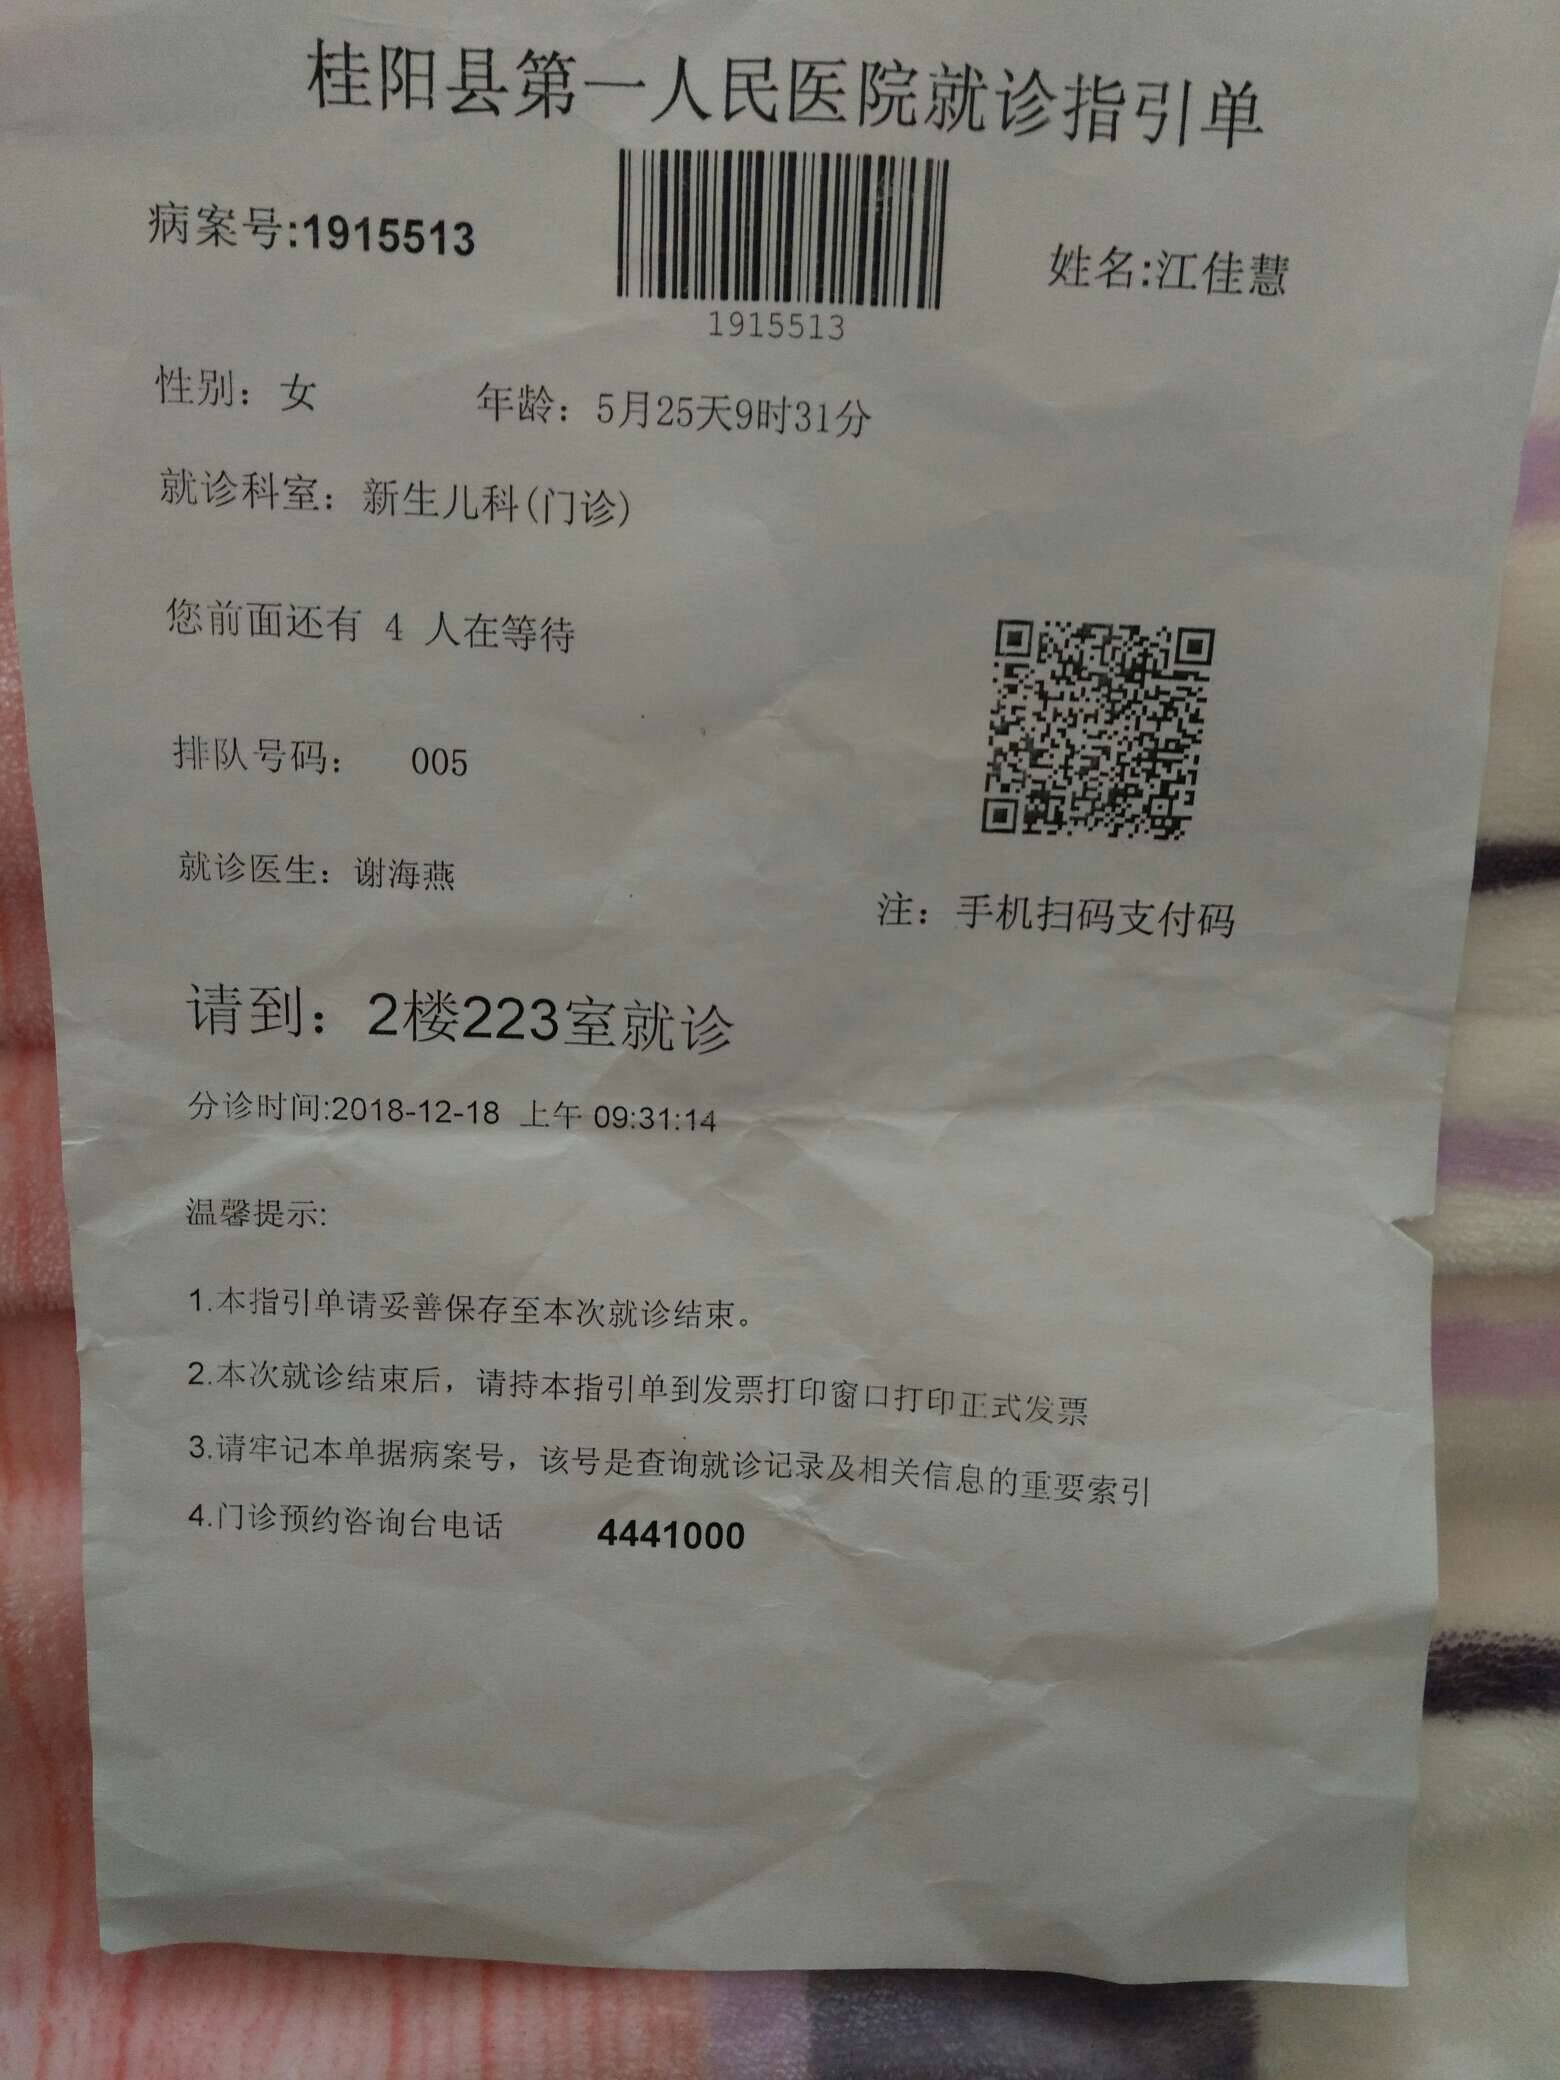 桂阳县第一人民医院就诊指引单
病案号:1915513
1915513
姓名:江佳慧
性别：女 年龄：5月25天9时31分
就诊科室：新生儿科(门诊)
您前面还有 4 人在等待
排队号码： 005
就诊医生：谢海燕
注：手机扫码支付码
请到：2楼223室就诊
分诊时间:2018-12-18 上午 09:31:14
温馨提示:
1.本指引单请妥善保存至本次就诊结束。
2.本次就诊结束后，请持本指引单到发票打印窗口打印正式发票
3.请牢记本单据病案号，该号是查询就诊记录及相关信息的重要索引
4.门诊预约咨询台电话 4441000